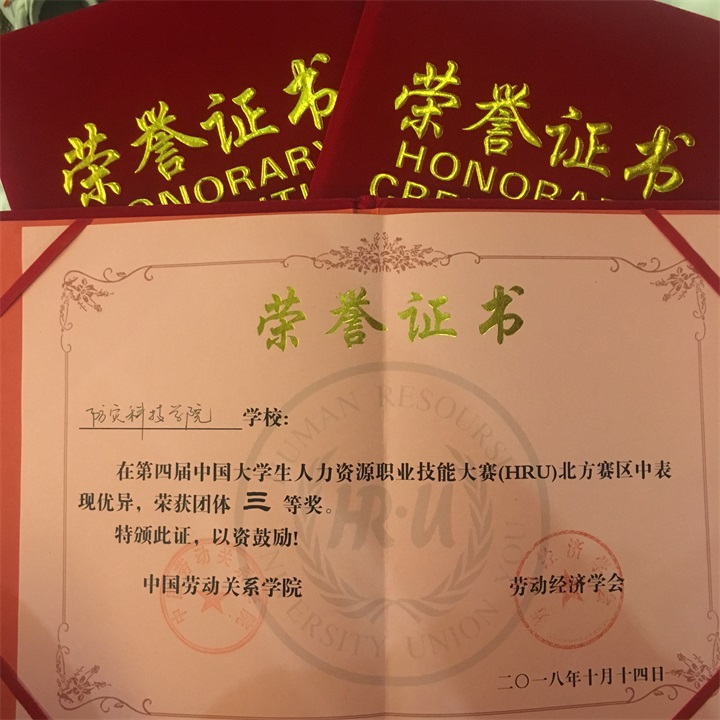 荣誉证书
HONORARY
荣誉证书
HONORAR
荣誉证书
防灾科技学院学校:
在第四届中国大学生人力资源职业技能大赛(HRU)北方赛区中表
现优异，荣获团体 三 等奖。
特颁此证，以资鼓励!
中国劳动关系学院
劳动经济学会
二〇一八年十月十四日
HR·U